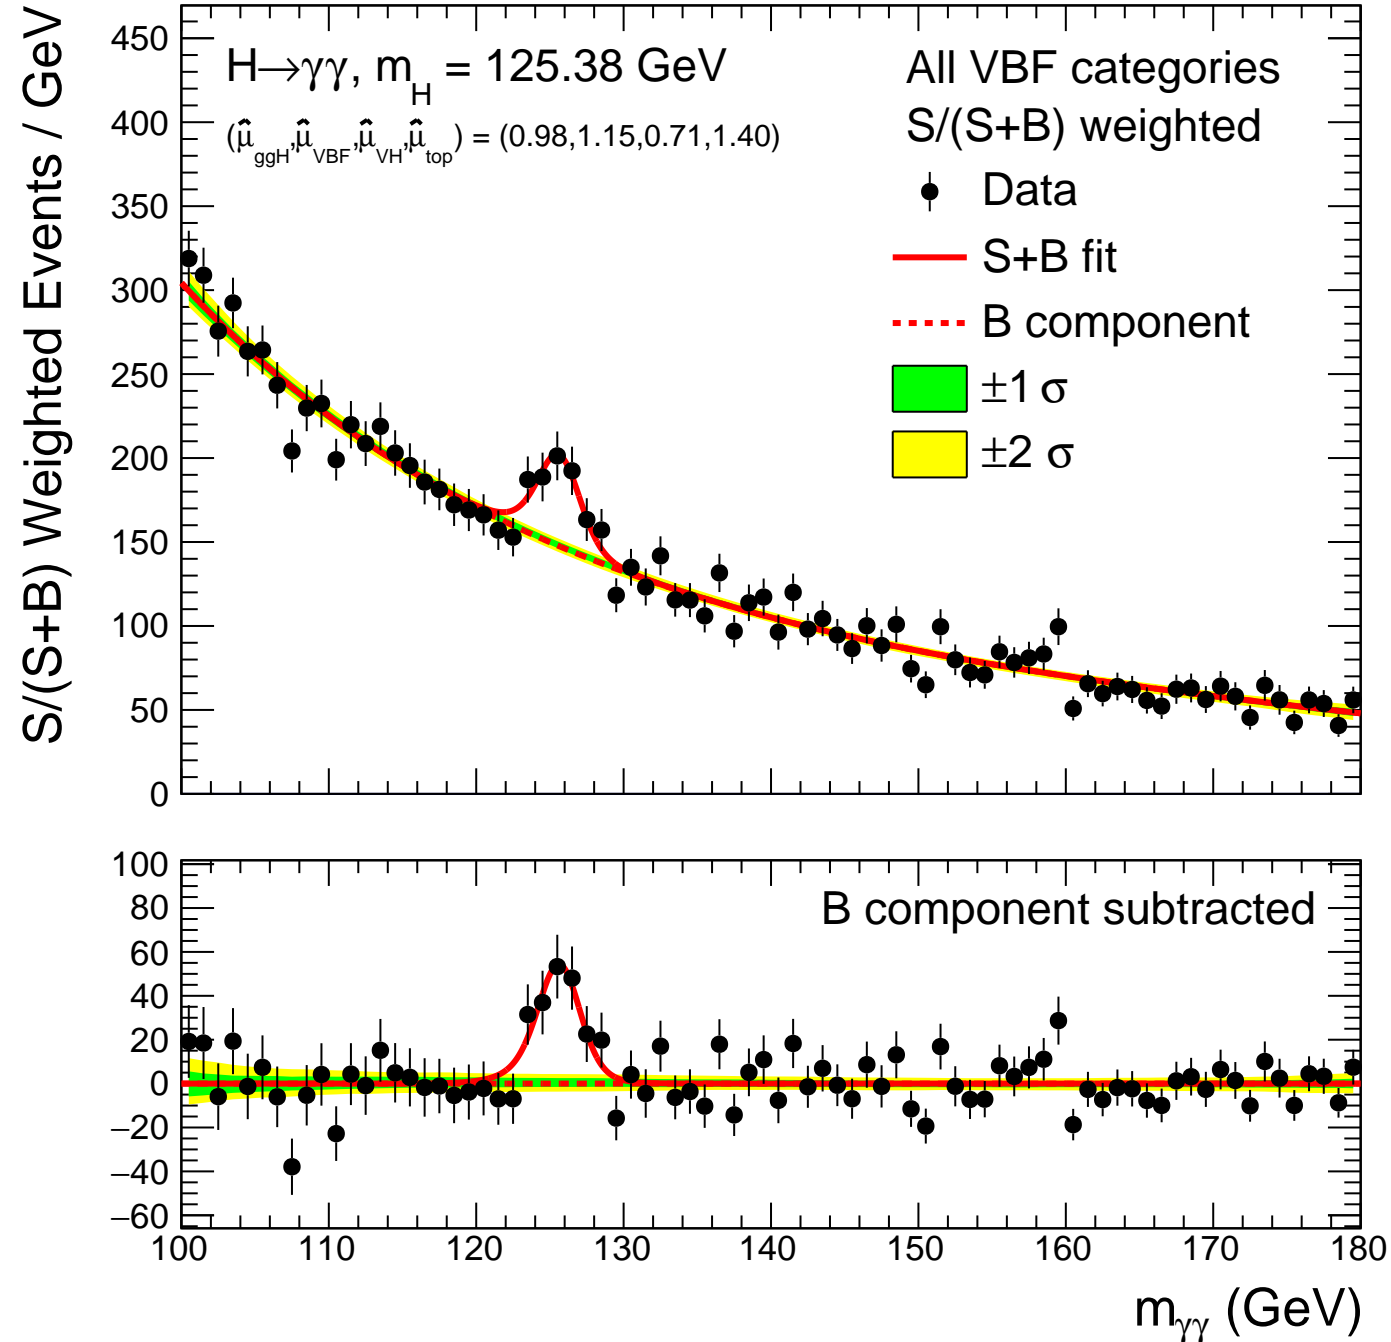 S/(S+B) Weighted Events / GeV
H→γγ, m_H = 125.38 GeV
(μ̂_ggH,μ̂_VBF,μ̂_VH,μ̂_top) = (0.98,1.15,0.71,1.40)
All VBF categories
S/(S+B) weighted
Data
S+B fit
B component
±1 σ
±2 σ
450
400
350
300
250
200
150
100
50
0
B component subtracted
100
80
60
40
20
0
−20
−40
−60
100 110 120 130 140 150 160 170 180
m_γγ (GeV)